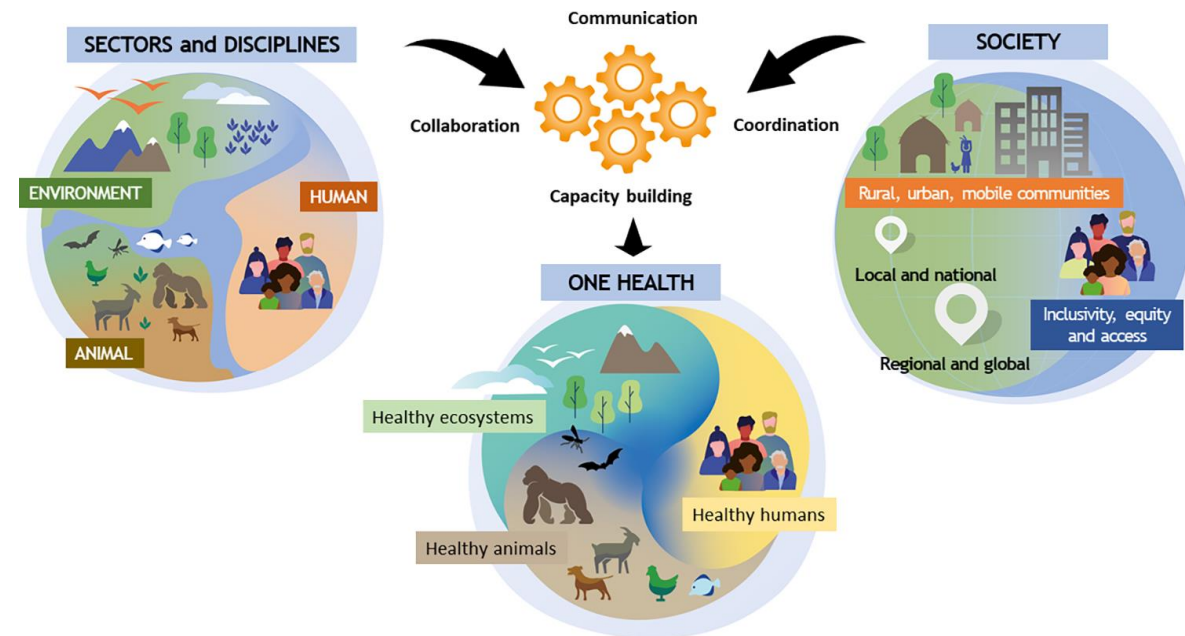 SECTORS and DISCIPLINES
ENVIRONMENT
HUMAN
ANIMAL
Communication
Collaboration
Coordination
Capacity building
SOCIETY
Rural, urban, mobile communities
Local and national
Regional and global
Inclusivity, equity
and access
ONE HEALTH
Healthy ecosystems
Healthy humans
Healthy animals